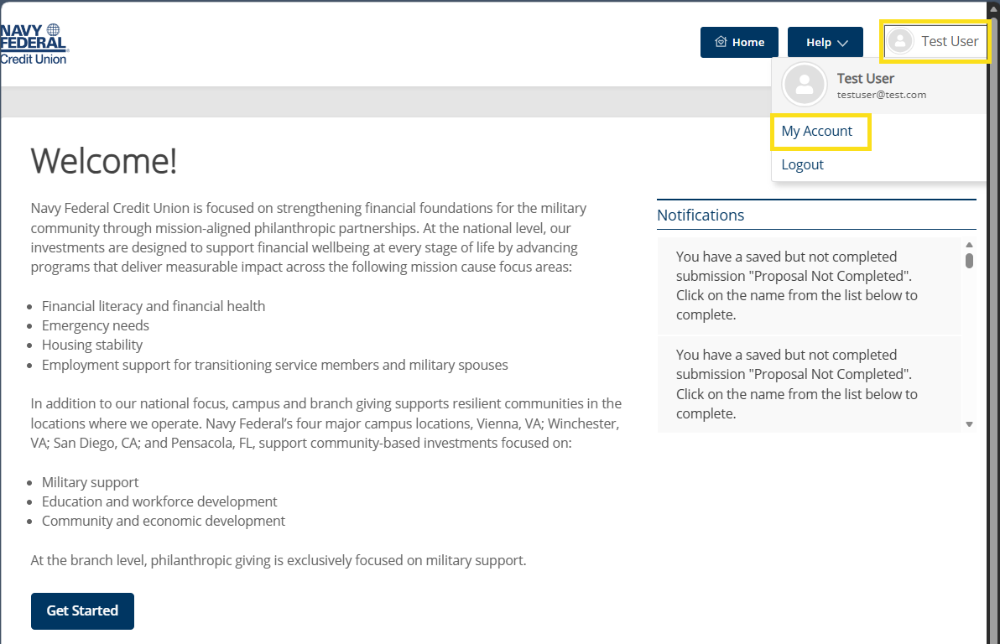 NAVY
FEDERAL
Credit Union
Home
Help
Test User
Test User
testuser@test.com
My Account
Logout
Welcome!
Navy Federal Credit Union is focused on strengthening financial foundations for the military
community through mission-aligned philanthropic partnerships. At the national level, our
investments are designed to support financial wellbeing at every stage of life by advancing
programs that deliver measurable impact across the following mission cause focus areas:
• Financial literacy and financial health
• Emergency needs
• Housing stability
• Employment support for transitioning service members and military spouses
In addition to our national focus, campus and branch giving supports resilient communities in the
locations where we operate. Navy Federal’s four major campus locations, Vienna, VA; Winchester,
VA; San Diego, CA; and Pensacola, FL, support community-based investments focused on:
• Military support
• Education and workforce development
• Community and economic development
At the branch level, philanthropic giving is exclusively focused on military support.
Get Started
Notifications
You have a saved but not completed
submission "Proposal Not Completed".
Click on the name from the list below to
complete.
You have a saved but not completed
submission "Proposal Not Completed".
Click on the name from the list below to
complete.